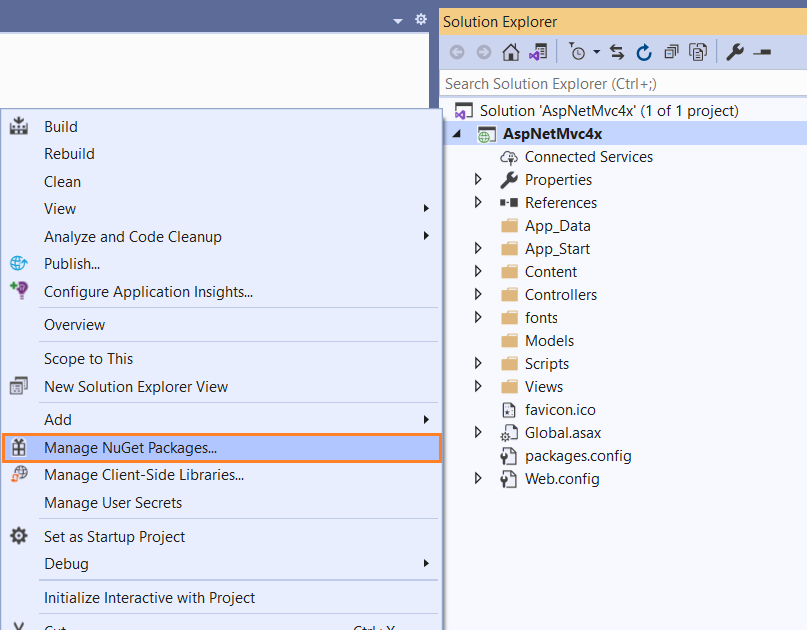 Solution Explorer
Search Solution Explorer (Ctrl+;)
Solution 'AspNetMvc4x' (1 of 1 project)
AspNetMvc4x
Connected Services
Properties
References
App_Data
App_Start
Content
Controllers
fonts
Models
Scripts
Views
favicon.ico
Global.asax
packages.config
Web.config
Build
Rebuild
Clean
View
Analyze and Code Cleanup
Publish...
Configure Application Insights...
Overview
Scope to This
New Solution Explorer View
Add
Manage NuGet Packages...
Manage Client-Side Libraries...
Manage User Secrets
Set as Startup Project
Debug
Initialize Interactive with Project
Cut Ctrl+X